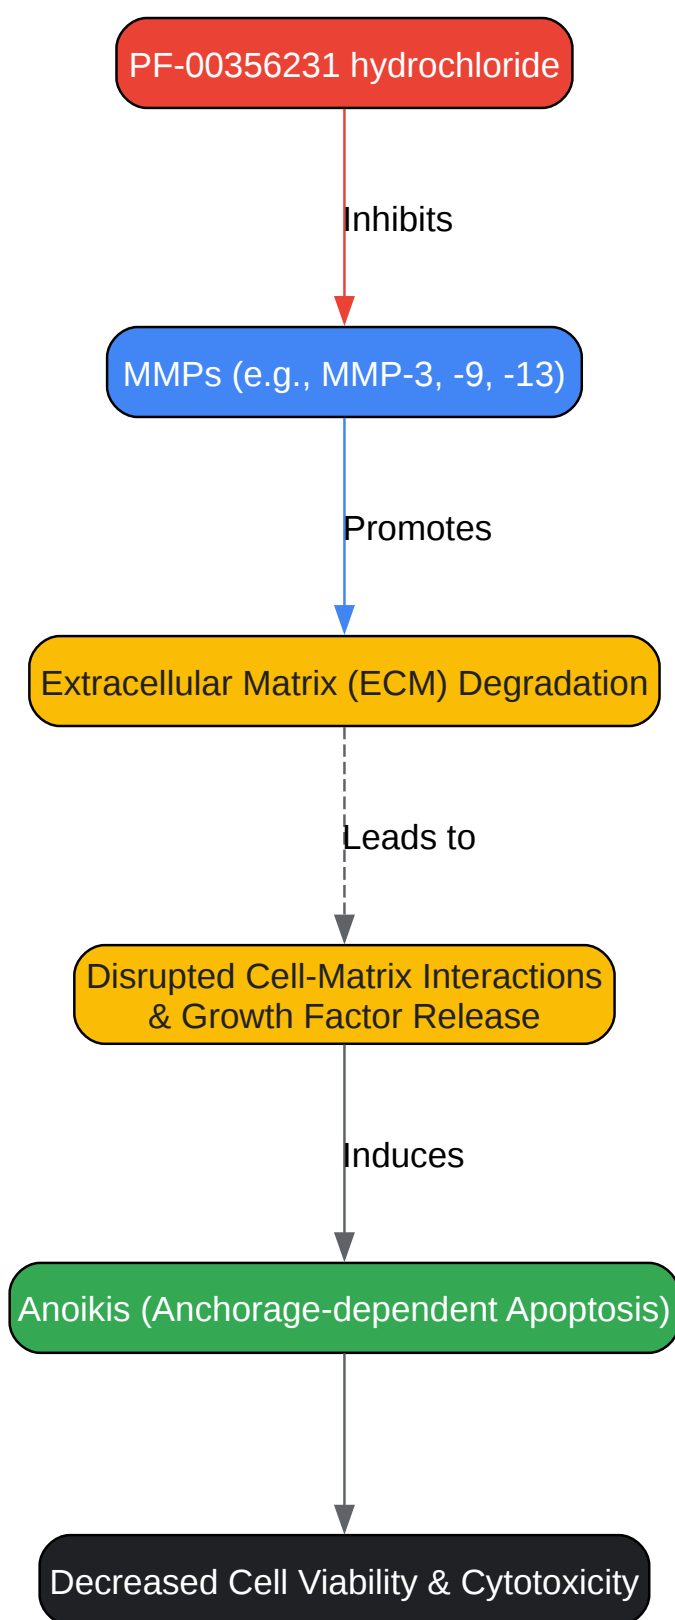 PF-00356231 hydrochloride
Inhibits
MMPs (e.g., MMP-3, -9, -13)
Promotes
Extracellular Matrix (ECM) Degradation
Leads to
Disrupted Cell-Matrix Interactions
& Growth Factor Release
Induces
Anoikis (Anchorage-dependent Apoptosis)
Decreased Cell Viability & Cytotoxicity